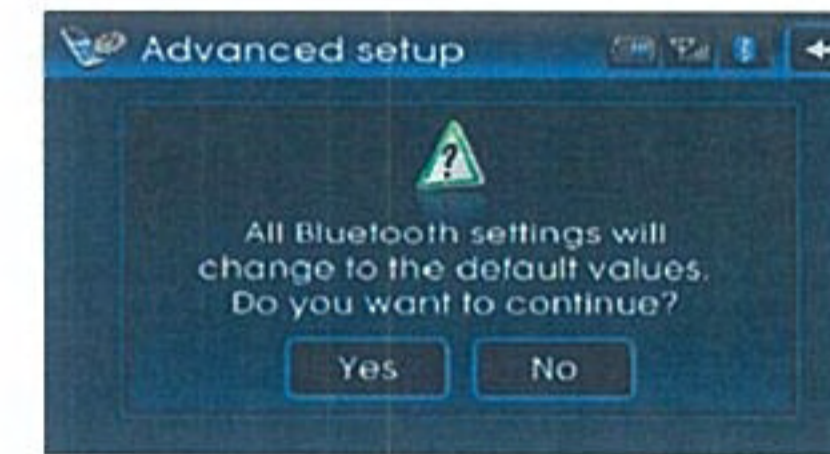 Advanced setup
?
All Bluetooth settings will
change to the default values.
Do you want to continue?
Yes No